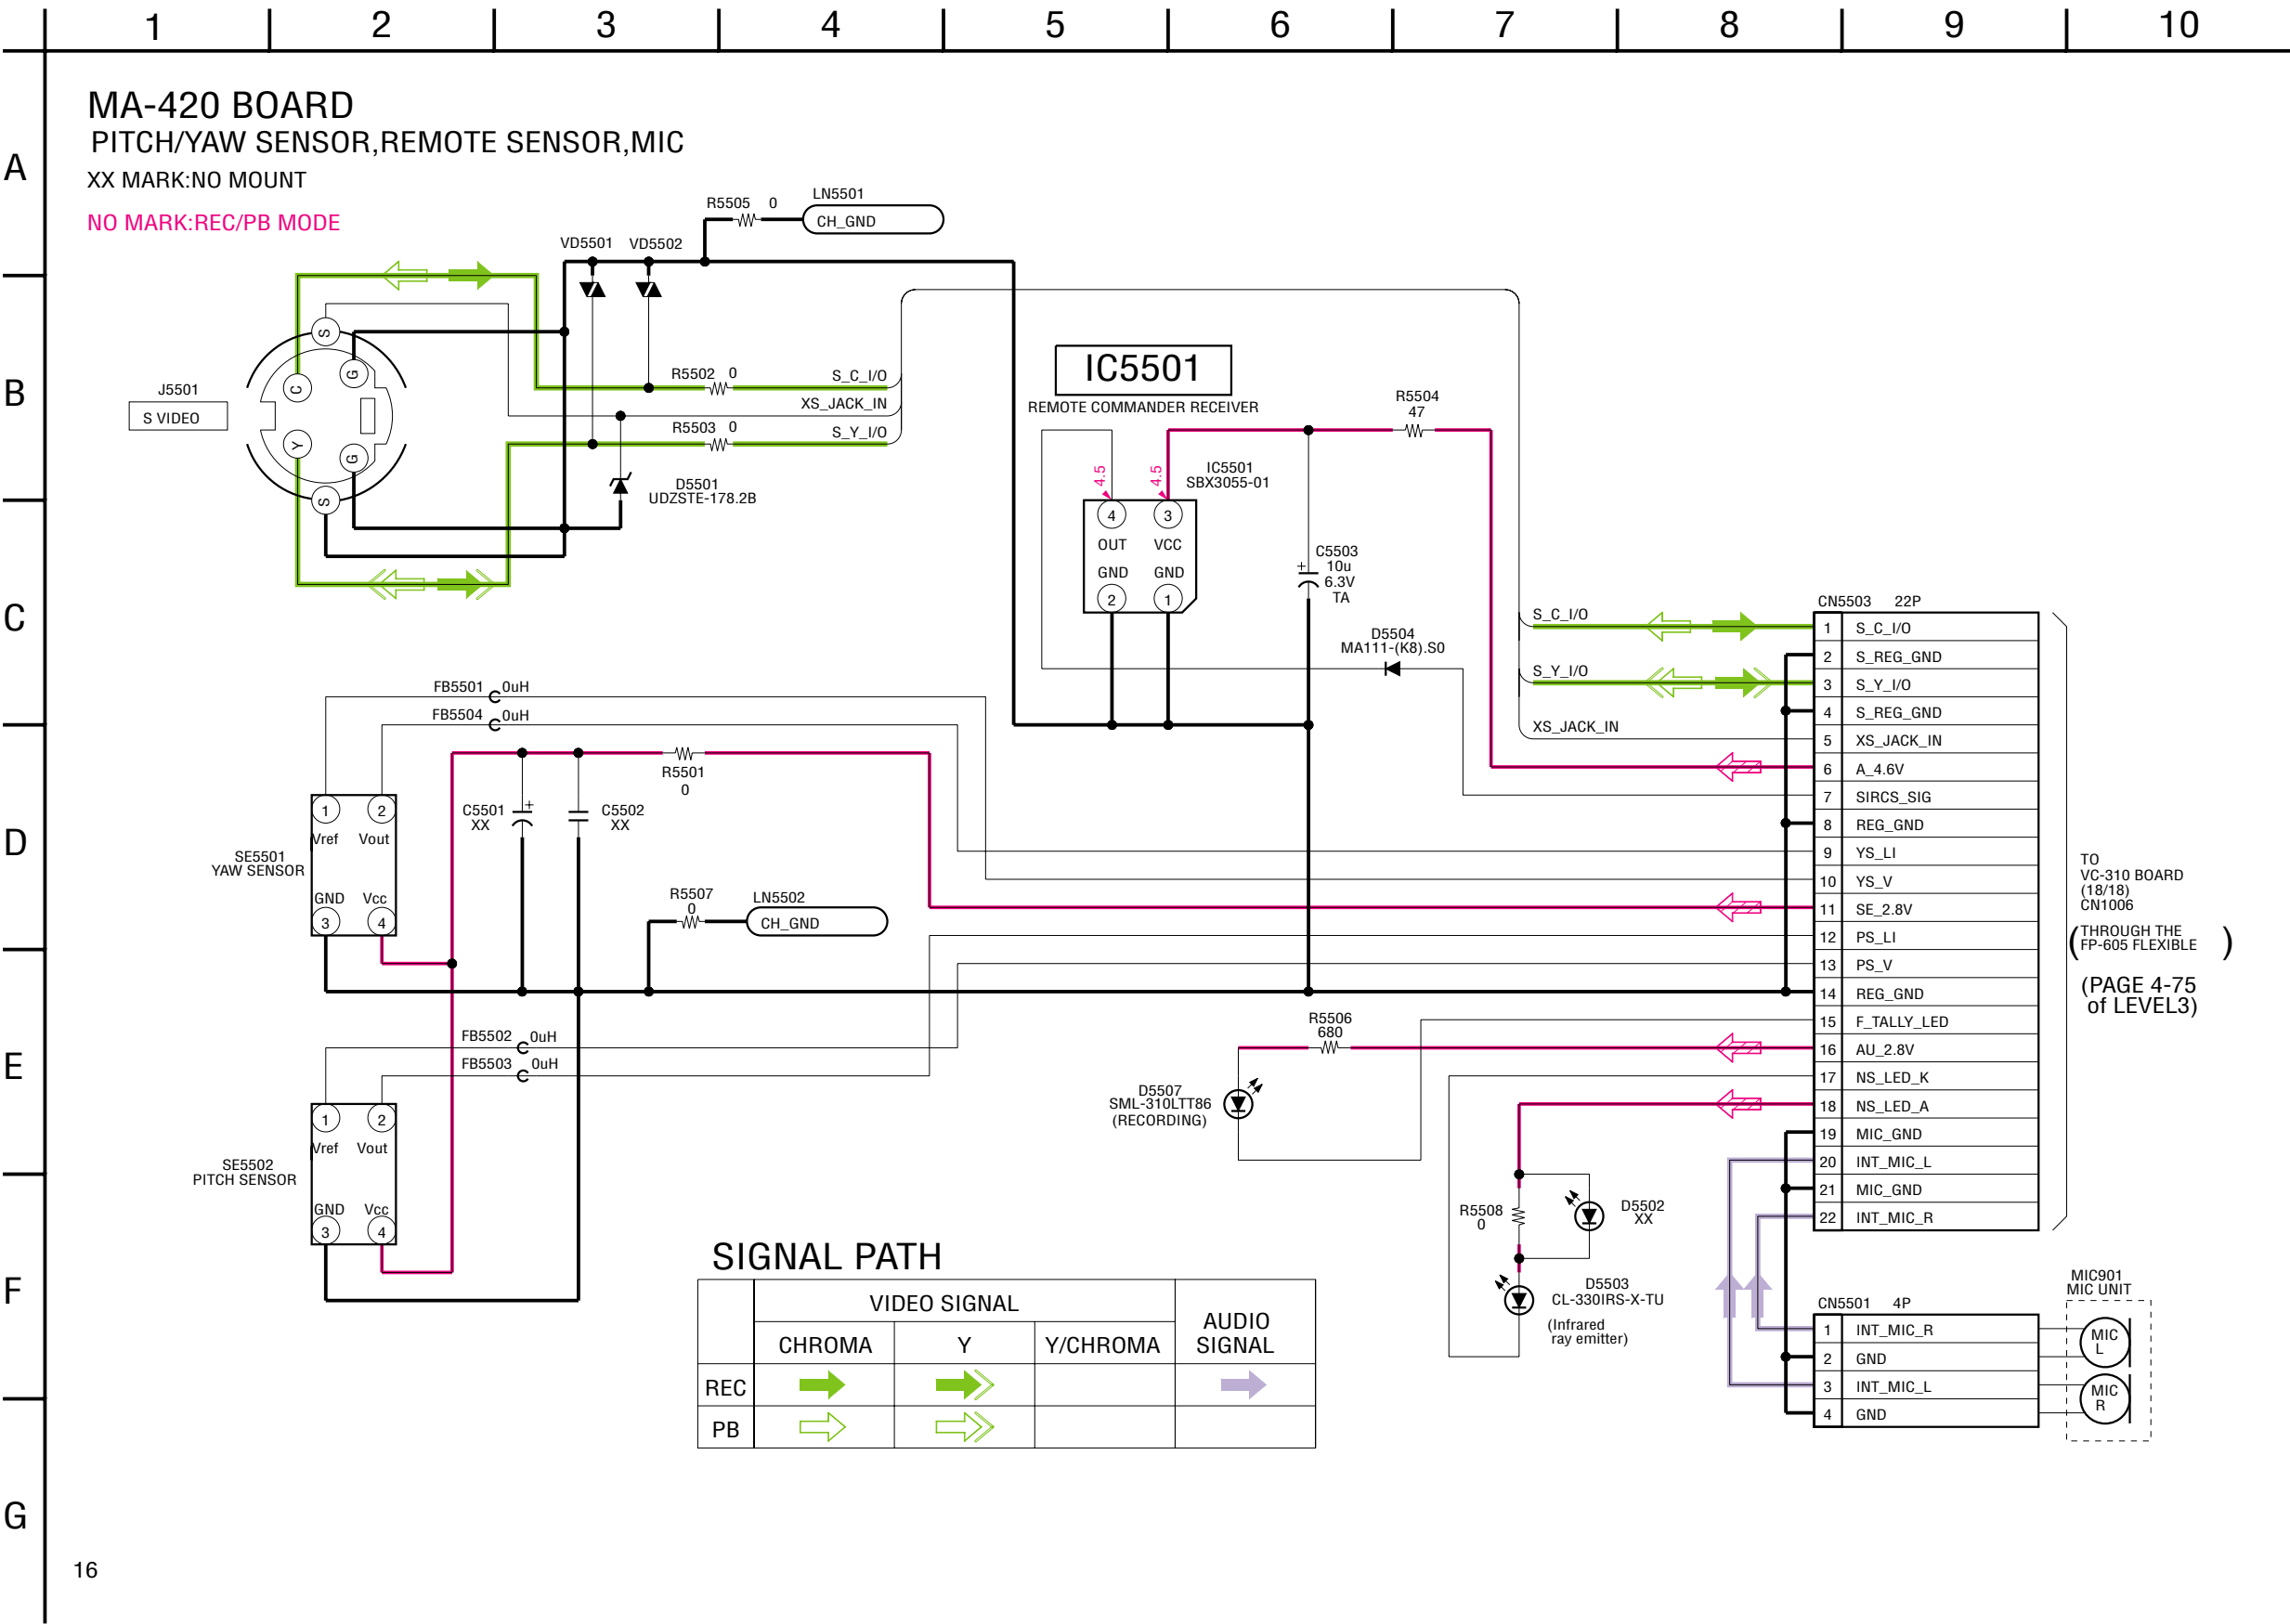 1 2 3 4 5 6 7 8 9 10
A
B
C
D
E
F
G
MA-420 BOARD
PITCH/YAW SENSOR,REMOTE SENSOR,MIC
XX MARK:NO MOUNT
NO MARK:REC/PB MODE
R5505 0
LN5501
CH_GND
VD5501 VD5502
J5501
S VIDEO
S
C
G
Y
G
S
R5502 0
S_C_I/O
XS_JACK_IN
R5503 0
S_Y_I/O
D5501
UDZSTE-178.2B
IC5501
REMOTE COMMANDER RECEIVER
R5504
47
4.5
4.5
IC5501
SBX3055-01
4 3
OUT VCC
GND GND
2 1
C5503
+ 10u
6.3V
TA
D5504
MA111-(K8).S0
S_C_I/O
S_Y_I/O
XS_JACK_IN
FB5501 0uH
FB5504 0uH
R5501
0
C5501
XX
+
C5502
XX
1 2
Vref Vout
SE5501
YAW SENSOR
GND Vcc
3 4
R5507
0
LN5502
CH_GND
FB5502 0uH
FB5503 0uH
1 2
Vref Vout
SE5502
PITCH SENSOR
GND Vcc
3 4
R5506
680
D5507
SML-310LTT86
(RECORDING)
R5508
0
D5502
XX
D5503
CL-330IRS-X-TU
(Infrared
ray emitter)
CN5503 22P
1 S_C_I/O
2 S_REG_GND
3 S_Y_I/O
4 S_REG_GND
5 XS_JACK_IN
6 A_4.6V
7 SIRCS_SIG
8 REG_GND
9 YS_LI
10 YS_V
11 SE_2.8V
12 PS_LI
13 PS_V
14 REG_GND
15 F_TALLY_LED
16 AU_2.8V
17 NS_LED_K
18 NS_LED_A
19 MIC_GND
20 INT_MIC_L
21 MIC_GND
22 INT_MIC_R
TO
VC-310 BOARD
(18/18)
CN1006
(THROUGH THE
FP-605 FLEXIBLE)
(PAGE 4-75
of LEVEL3)
CN5501 4P
1 INT_MIC_R
2 GND
3 INT_MIC_L
4 GND
MIC901
MIC UNIT
MIC
L
MIC
R
SIGNAL PATH
VIDEO SIGNAL
AUDIO
SIGNAL
CHROMA Y Y/CHROMA
REC
PB
16